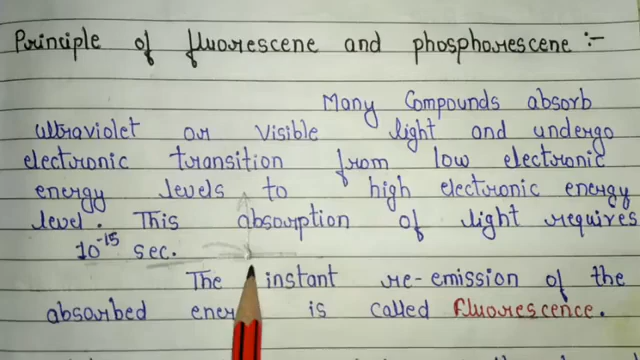 Principle of fluorescene and phosphorescene :-
Many Compounds absorb
ultraviolet or visible light and undergo
electronic transition from low electronic
energy levels to high electronic energy
level. This absorption of light requires
10⁻¹⁵ sec.
The instant re-emission of the
absorbed is called fluorescence.